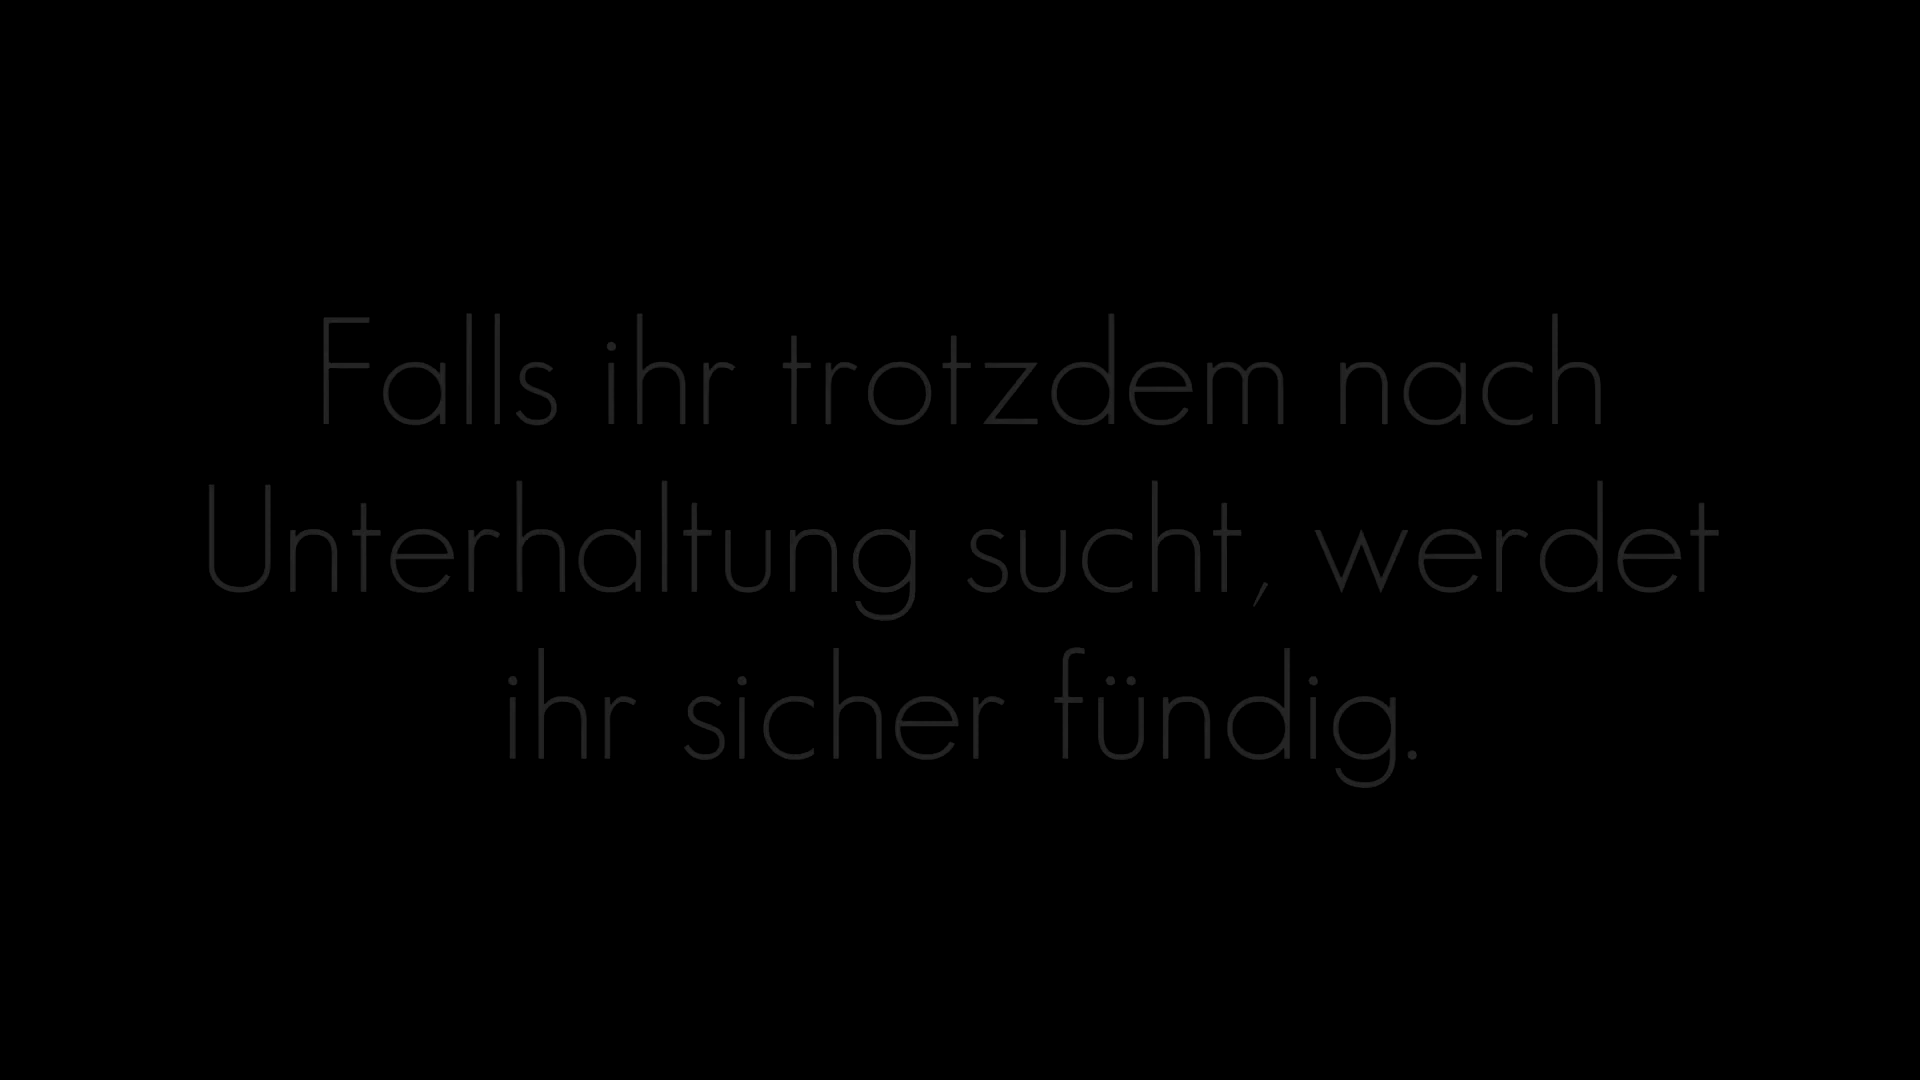 Falls ihr trotzdem nach
Unterhaltung sucht, werdet
ihr sicher fündig.